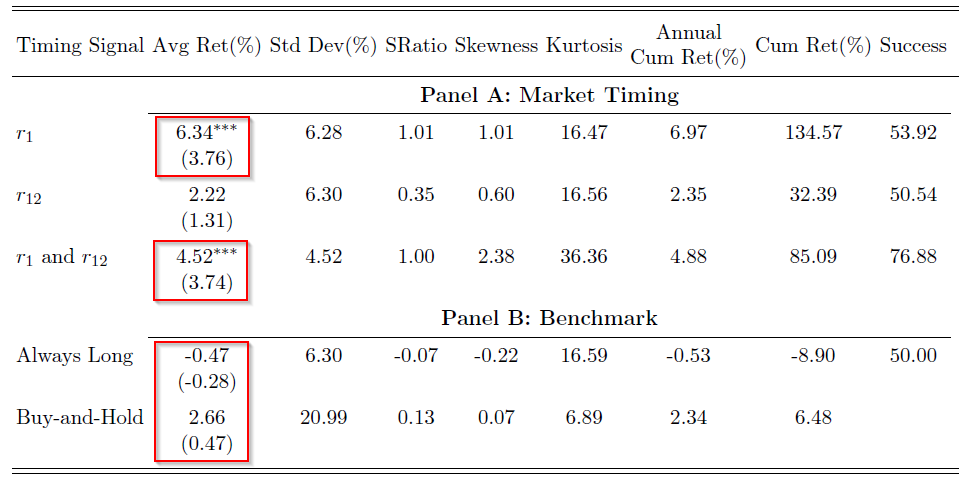 Timing Signal Avg Ret(%) Std Dev(%) SRatio Skewness Kurtosis Annual Cum Ret(%) Cum Ret(%) Success
Panel A: Market Timing
r1 6.34*** 6.28 1.01 1.01 16.47 6.97 134.57 53.92
(3.76)
r12 2.22 6.30 0.35 0.60 16.56 2.35 32.39 50.54
(1.31)
r1 and r12 4.52*** 4.52 1.00 2.38 36.36 4.88 85.09 76.88
(3.74)
Panel B: Benchmark
Always Long -0.47 6.30 -0.07 -0.22 16.59 -0.53 -8.90 50.00
(-0.28)
Buy-and-Hold 2.66 20.99 0.13 0.07 6.89 2.34 6.48
(0.47)